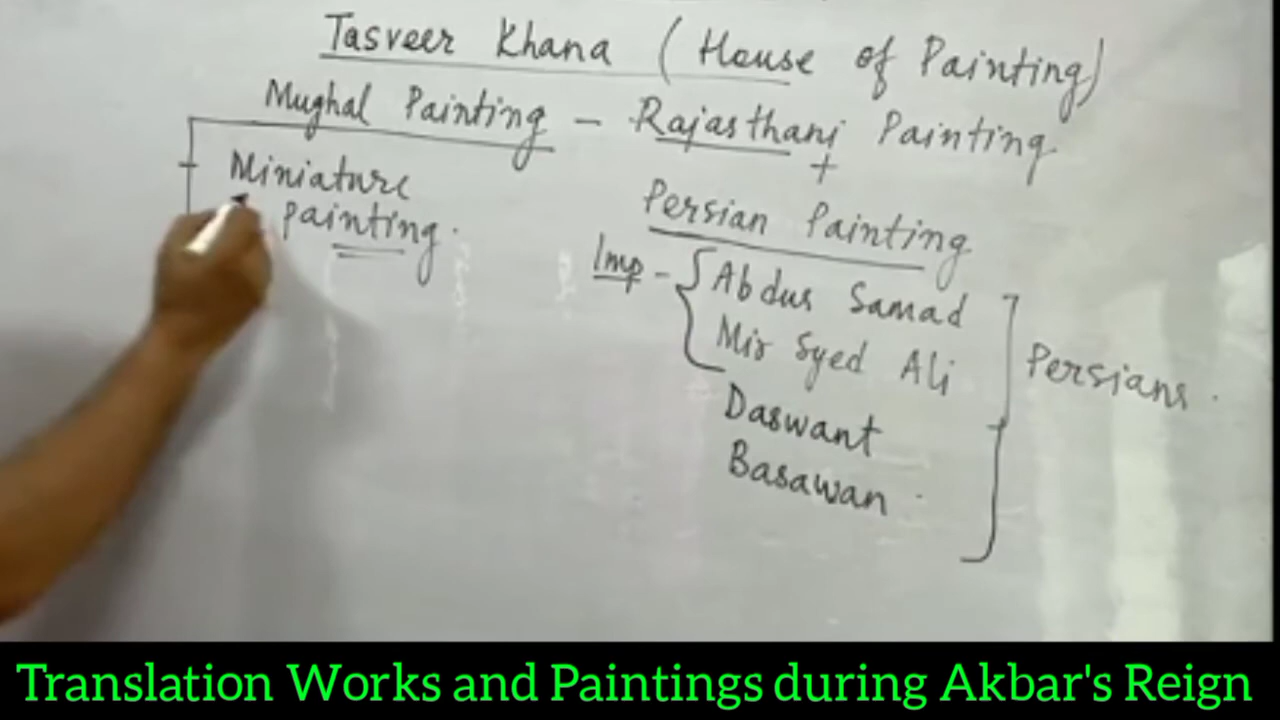 Tasveer Khana (House of Painting)
Mughal Painting - Rajasthani Painting
+
Miniature
Painting.
Persian Painting
Imp - { Abdus Samad
Mir Syed Ali
Daswant
Basawan
Persians.
Translation Works and Paintings during Akbar's Reign